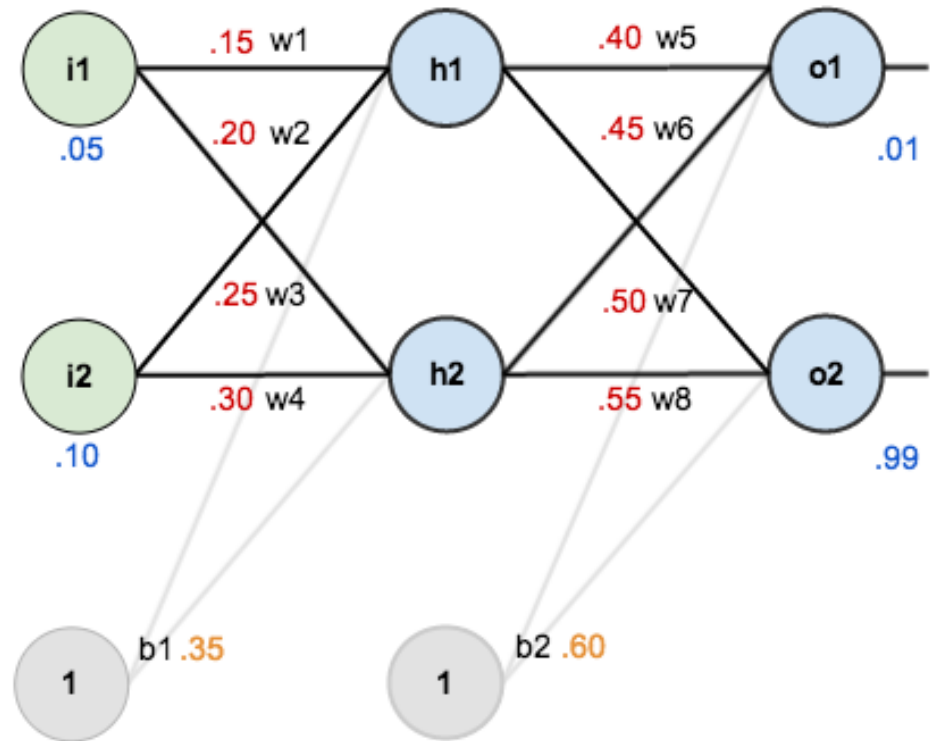 .15 w1
.40 w5
i1
h1
o1
.20 w2
.45 w6
.05
.01
.25 w3
.50 w7
i2
h2
o2
.30 w4
.55 w8
.10
.99
b1 .35
b2 .60
1
1